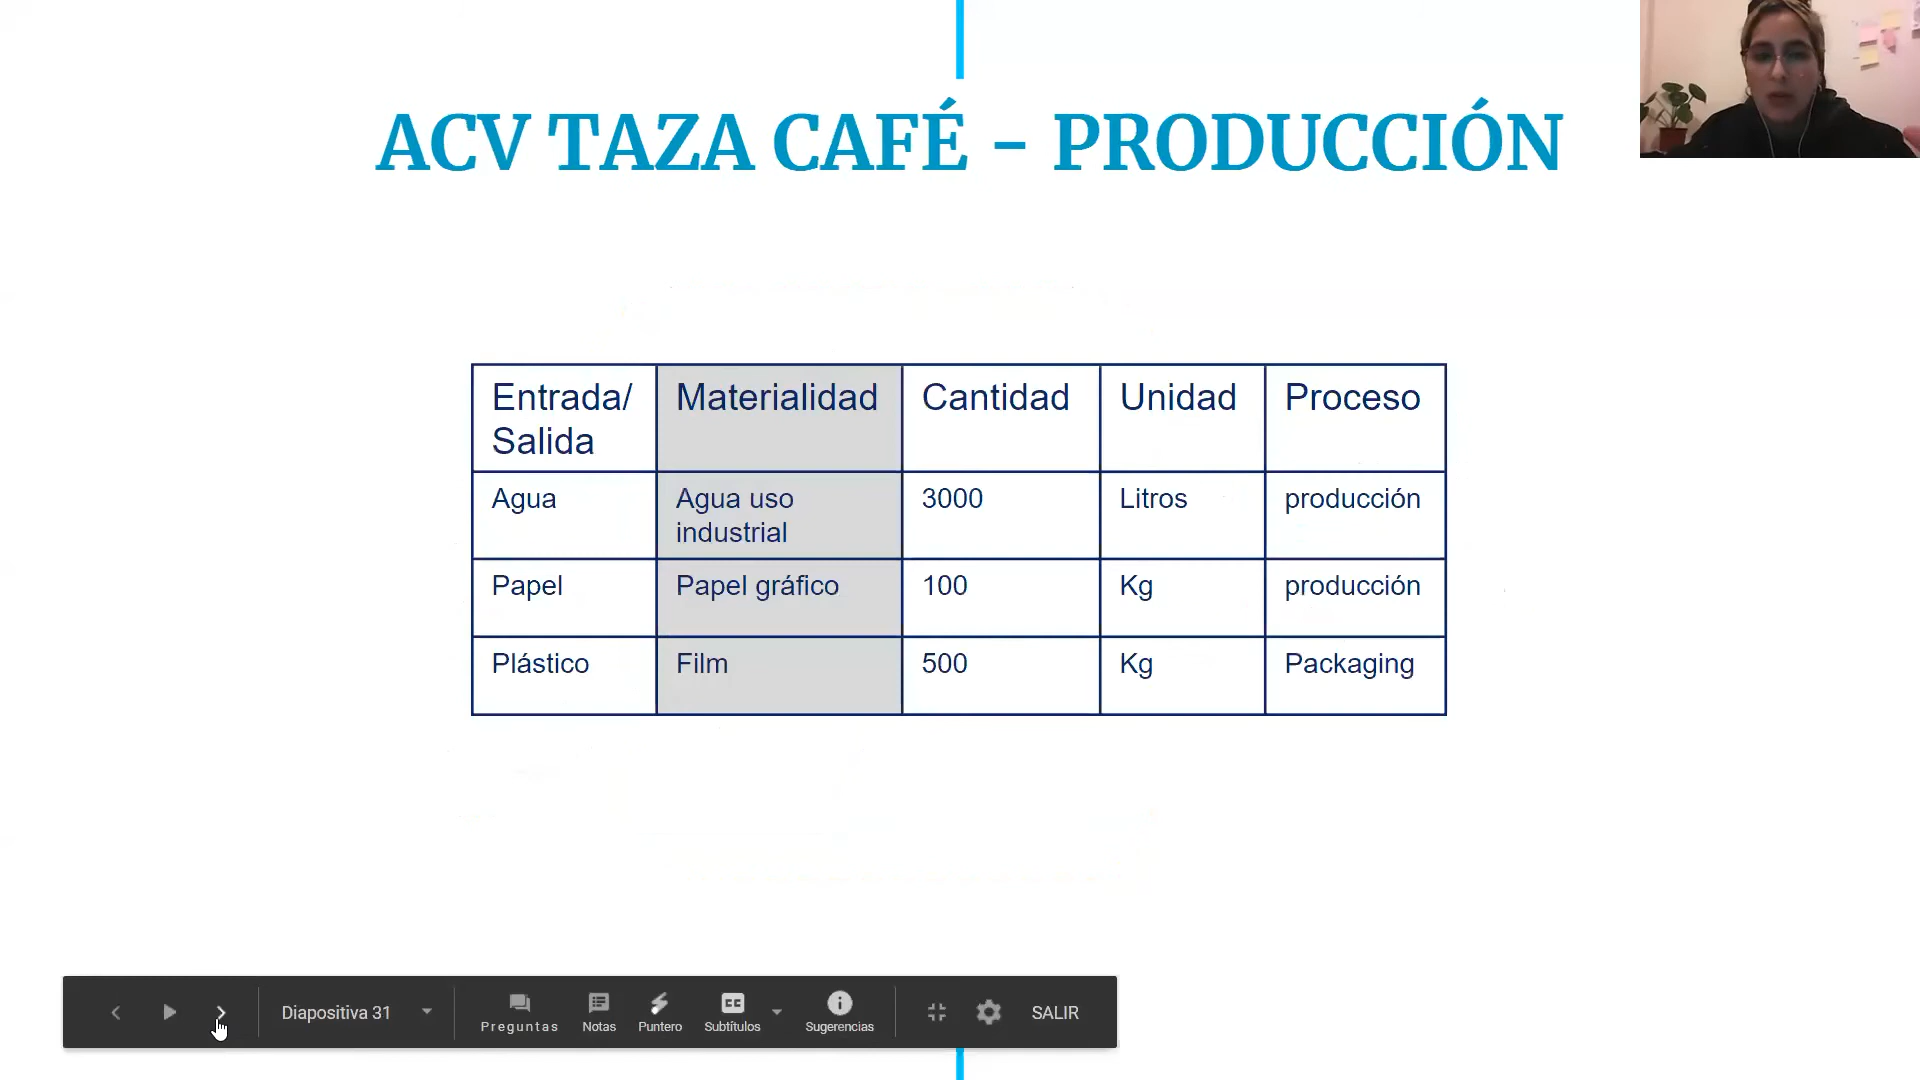 ACV TAZA CAFÉ – PRODUCCIÓN
Entrada/ Materialidad Cantidad Unidad Proceso
Salida
Agua Agua uso 3000 Litros producción
industrial
Papel Papel gráfico 100 Kg producción
Plástico Film 500 Kg Packaging
Diapositiva 31 Preguntas Notas Puntero Subtítulos Sugerencias SALIR